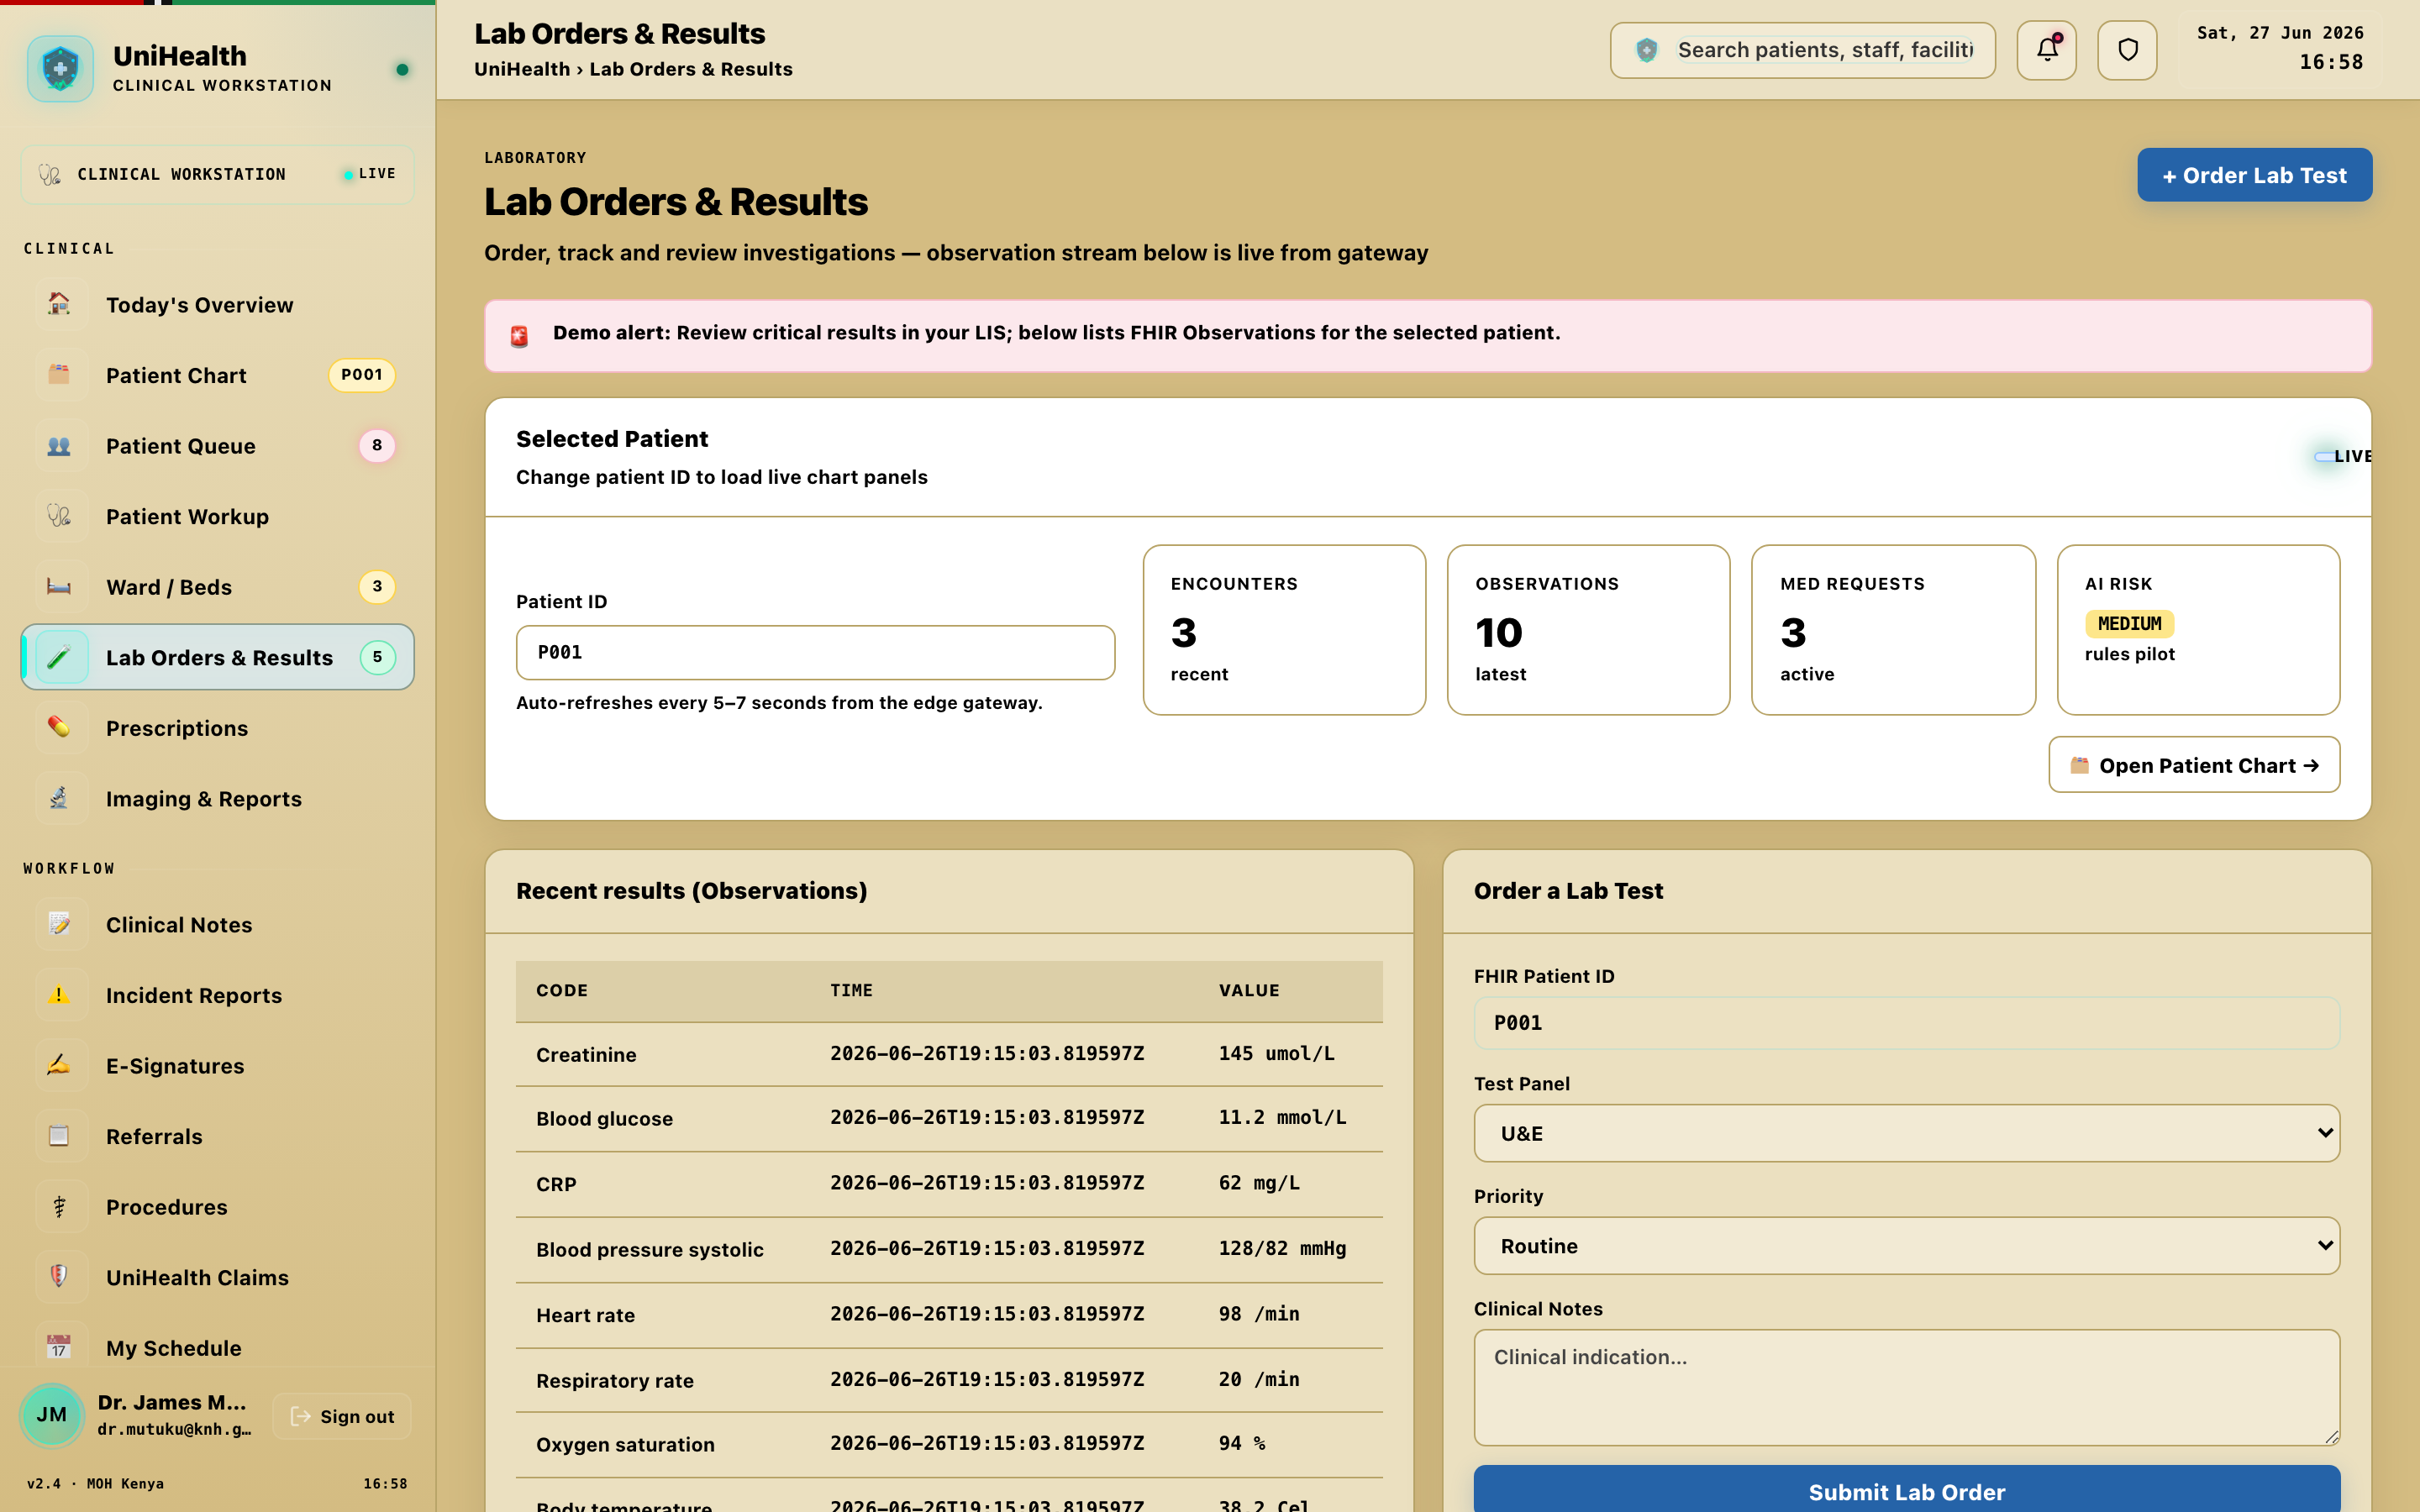 UniHealth
CLINICAL WORKSTATION
CLINICAL WORKSTATION
LIVE
CLINICAL
Today's Overview
Patient Chart
P001
Patient Queue
8
Patient Workup
Ward / Beds
3
Lab Orders & Results
5
Prescriptions
Imaging & Reports
WORKFLOW
Clinical Notes
Incident Reports
E-Signatures
Referrals
Procedures
UniHealth Claims
17
My Schedule
JM
Dr. James M...
dr.mutuku@knh.g...
Sign out
v2.4 · MOH Kenya
16:58
Lab Orders & Results
UniHealth › Lab Orders & Results
Search patients, staff, faciliti
Sat, 27 Jun 2026
16:58
LABORATORY
Lab Orders & Results
Order, track and review investigations — observation stream below is live from gateway
+ Order Lab Test
Demo alert: Review critical results in your LIS; below lists FHIR Observations for the selected patient.
Selected Patient
Change patient ID to load live chart panels
LIVE
Patient ID
P001
Auto-refreshes every 5–7 seconds from the edge gateway.
ENCOUNTERS
3
recent
OBSERVATIONS
10
latest
MED REQUESTS
3
active
AI RISK
MEDIUM
rules pilot
Open Patient Chart →
Recent results (Observations)
CODE TIME VALUE
Creatinine 2026-06-26T19:15:03.819597Z 145 umol/L
Blood glucose 2026-06-26T19:15:03.819597Z 11.2 mmol/L
CRP 2026-06-26T19:15:03.819597Z 62 mg/L
Blood pressure systolic 2026-06-26T19:15:03.819597Z 128/82 mmHg
Heart rate 2026-06-26T19:15:03.819597Z 98 /min
Respiratory rate 2026-06-26T19:15:03.819597Z 20 /min
Oxygen saturation 2026-06-26T19:15:03.819597Z 94 %
Body temperature 2026-06-26T19:15:03.819597Z 38.2 Cel
Order a Lab Test
FHIR Patient ID
P001
Test Panel
U&E
Priority
Routine
Clinical Notes
Clinical indication...
Submit Lab Order